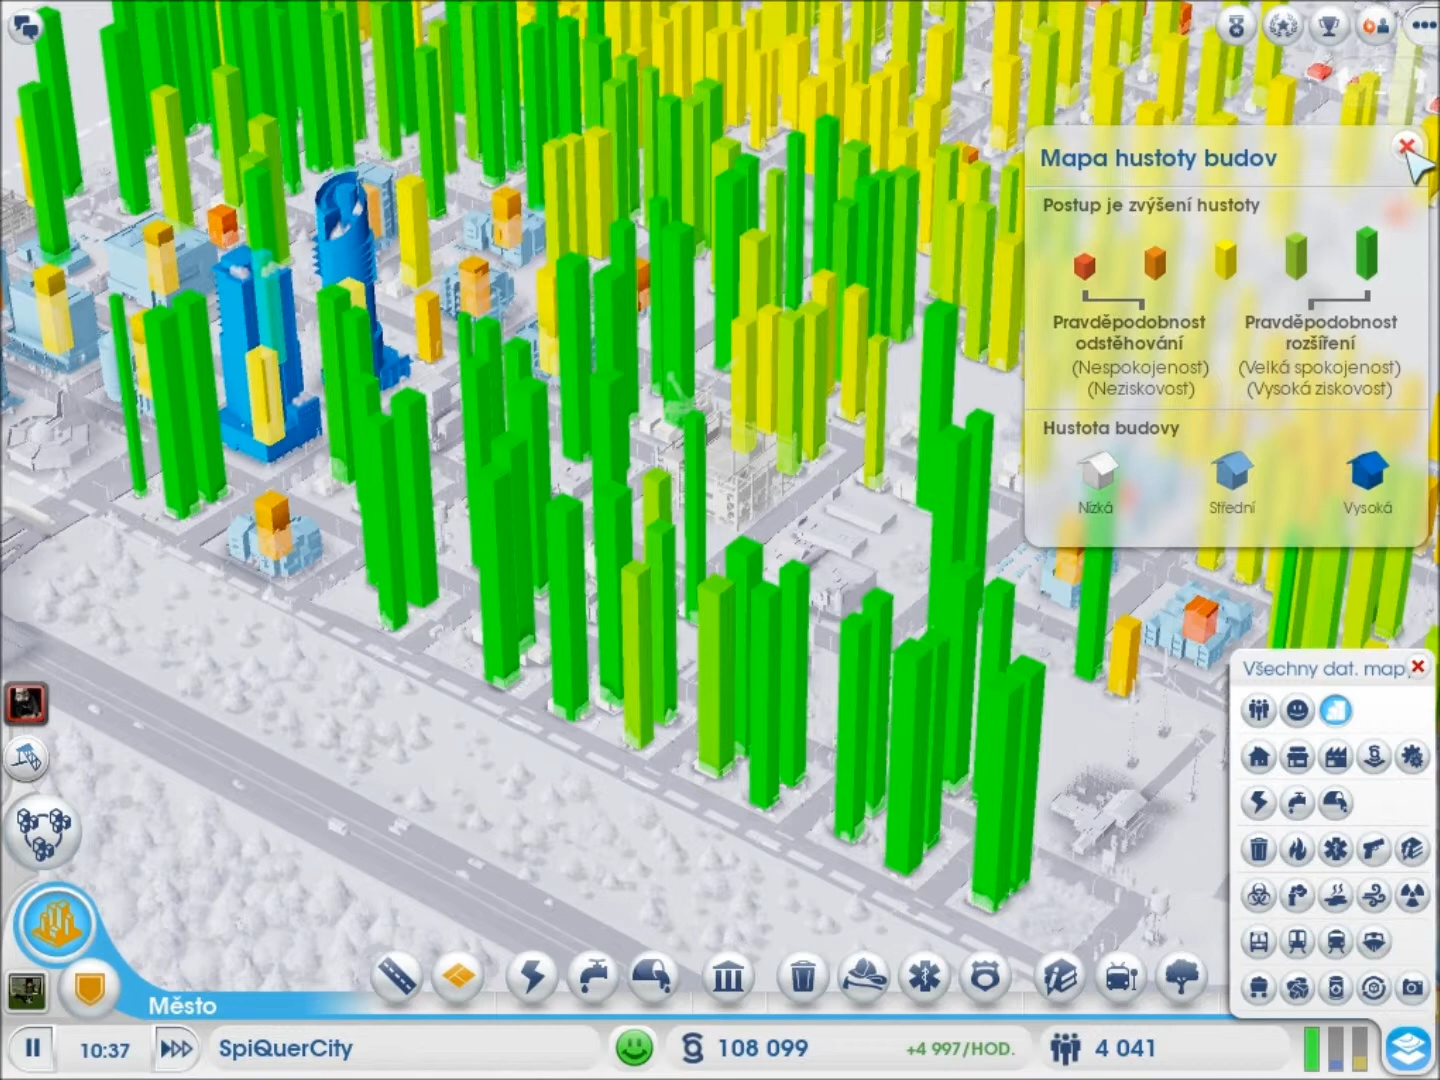 Mapa hustoty budov
Postup je zvýšení hustoty
Pravděpodobnost
odstěhování
(Nespokojenost)
(Neziskovost)
Pravděpodobnost
rozšíření
(Velká spokojenost)
(Vysoká ziskovost)
Hustota budovy
Nízká
Střední
Vysoká
Všechny dat. map
Město
10:37
SpiQuerCity
108 099
+4 997/HOD.
4 041